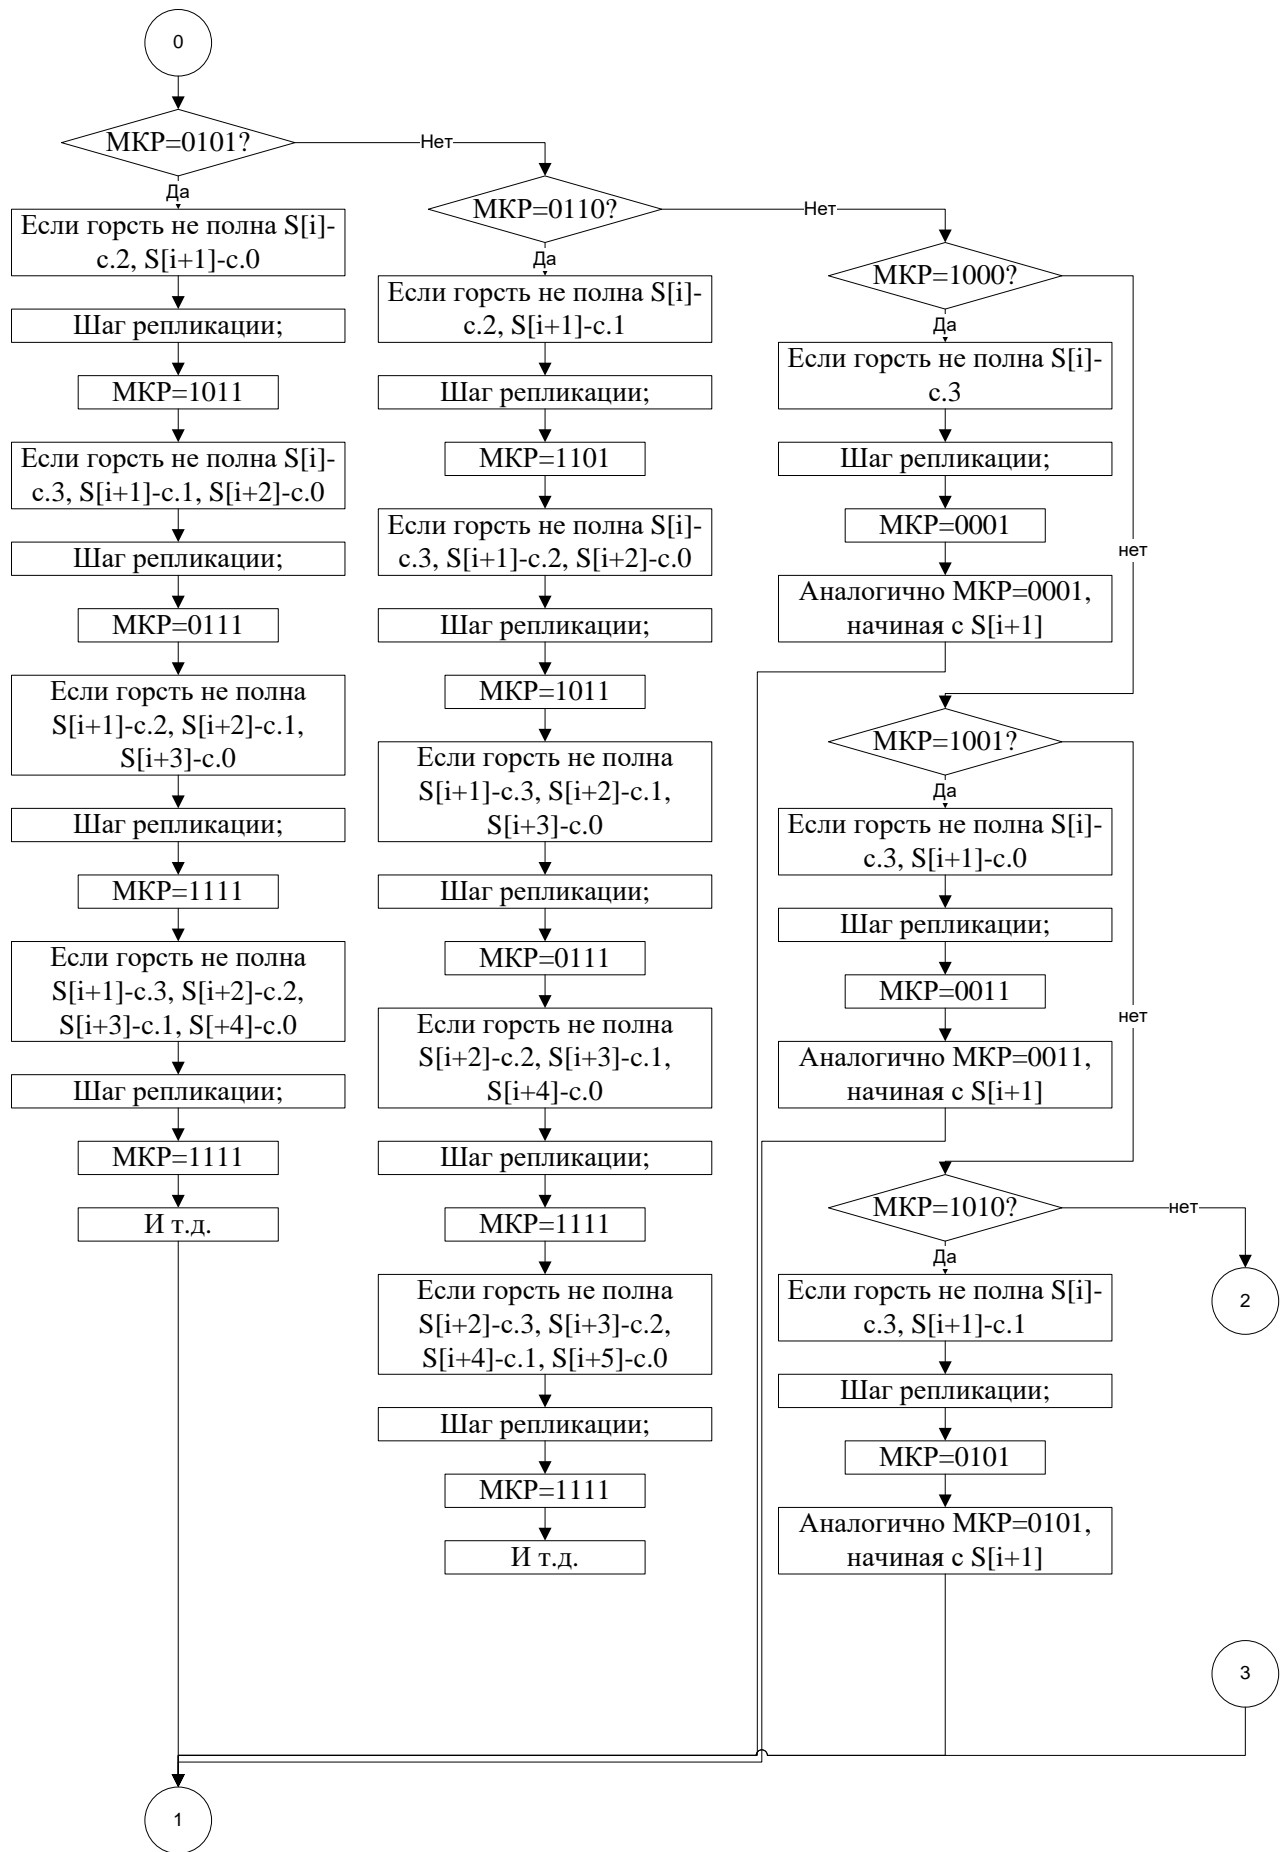 0
МКР=0101?
Нет
Да
Если горсть не полна S[i]-
с.2, S[i+1]-с.0
Шаг репликации;
МКР=1011
Если горсть не полна S[i]-
с.3, S[i+1]-с.1, S[i+2]-с.0
Шаг репликации;
МКР=0111
Если горсть не полна
S[i+1]-с.2, S[i+2]-с.1,
S[i+3]-с.0
Шаг репликации;
МКР=1111
Если горсть не полна
S[i+1]-с.3, S[i+2]-с.2,
S[i+3]-с.1, S[+4]-с.0
Шаг репликации;
МКР=1111
И т.д.
МКР=0110?
Нет
Да
Если горсть не полна S[i]-
с.2, S[i+1]-с.1
Шаг репликации;
МКР=1101
Если горсть не полна S[i]-
с.3, S[i+1]-с.2, S[i+2]-с.0
Шаг репликации;
МКР=1011
Если горсть не полна
S[i+1]-с.3, S[i+2]-с.1,
S[i+3]-с.0
Шаг репликации;
МКР=0111
Если горсть не полна
S[i+2]-с.2, S[i+3]-с.1,
S[i+4]-с.0
Шаг репликации;
МКР=1111
Если горсть не полна
S[i+2]-с.3, S[i+3]-с.2,
S[i+4]-с.1, S[i+5]-с.0
Шаг репликации;
МКР=1111
И т.д.
МКР=1000?
Да
нет
Если горсть не полна S[i]-
с.3
Шаг репликации;
МКР=0001
Аналогично МКР=0001,
начиная с S[i+1]
МКР=1001?
Да
нет
Если горсть не полна S[i]-
с.3, S[i+1]-с.0
Шаг репликации;
МКР=0011
Аналогично МКР=0011,
начиная с S[i+1]
МКР=1010?
нет
Да
2
Если горсть не полна S[i]-
с.3, S[i+1]-с.1
Шаг репликации;
МКР=0101
Аналогично МКР=0101,
начиная с S[i+1]
3
1